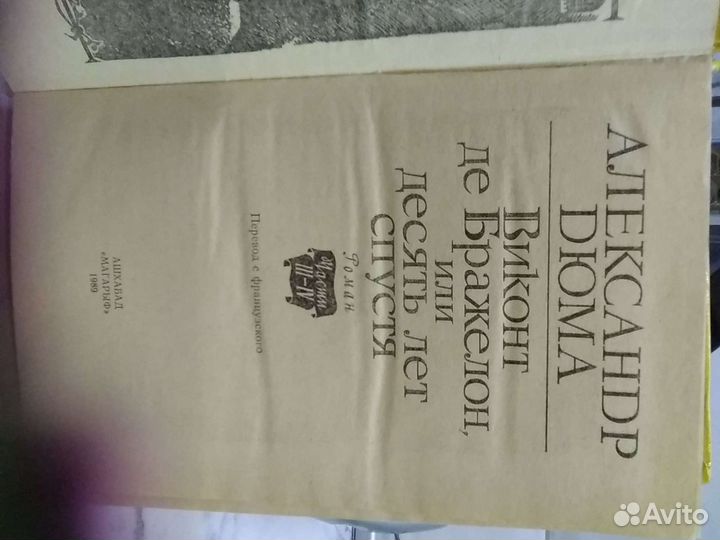 АЛЕКСАНДР
ДЮМА
Виконт
де Бражелон,
или
десять лет
спустя
Роман
Части
III–IV
Перевод с французского
АШХАБАД
«МАГАРЫФ»
1989
Avito